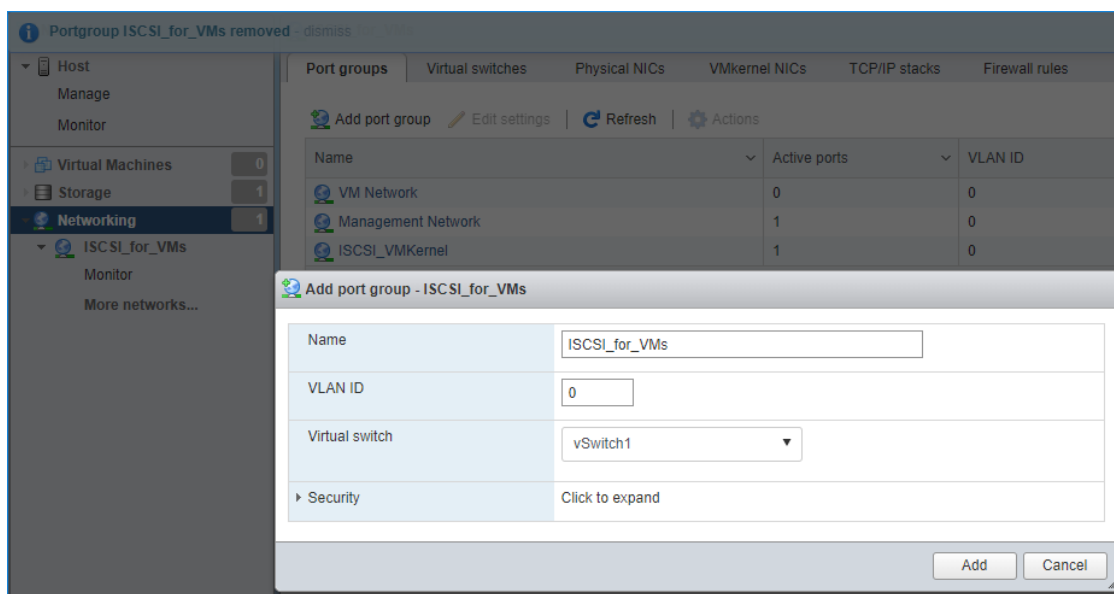 Portgroup ISCSI_for_VMs removed - dismiss
Host
Manage
Monitor
Virtual Machines 0
Storage 1
Networking 1
ISCSI_for_VMs
Monitor
More networks...
Port groups Virtual switches Physical NICs VMkernel NICs TCP/IP stacks Firewall rules
Add port group Edit settings Refresh Actions
Name Active ports VLAN ID
VM Network 0 0
Management Network 1 0
ISCSI_VMKernel 1 0
Add port group - ISCSI_for_VMs
Name ISCSI_for_VMs
VLAN ID 0
Virtual switch vSwitch1
Security Click to expand
Add Cancel